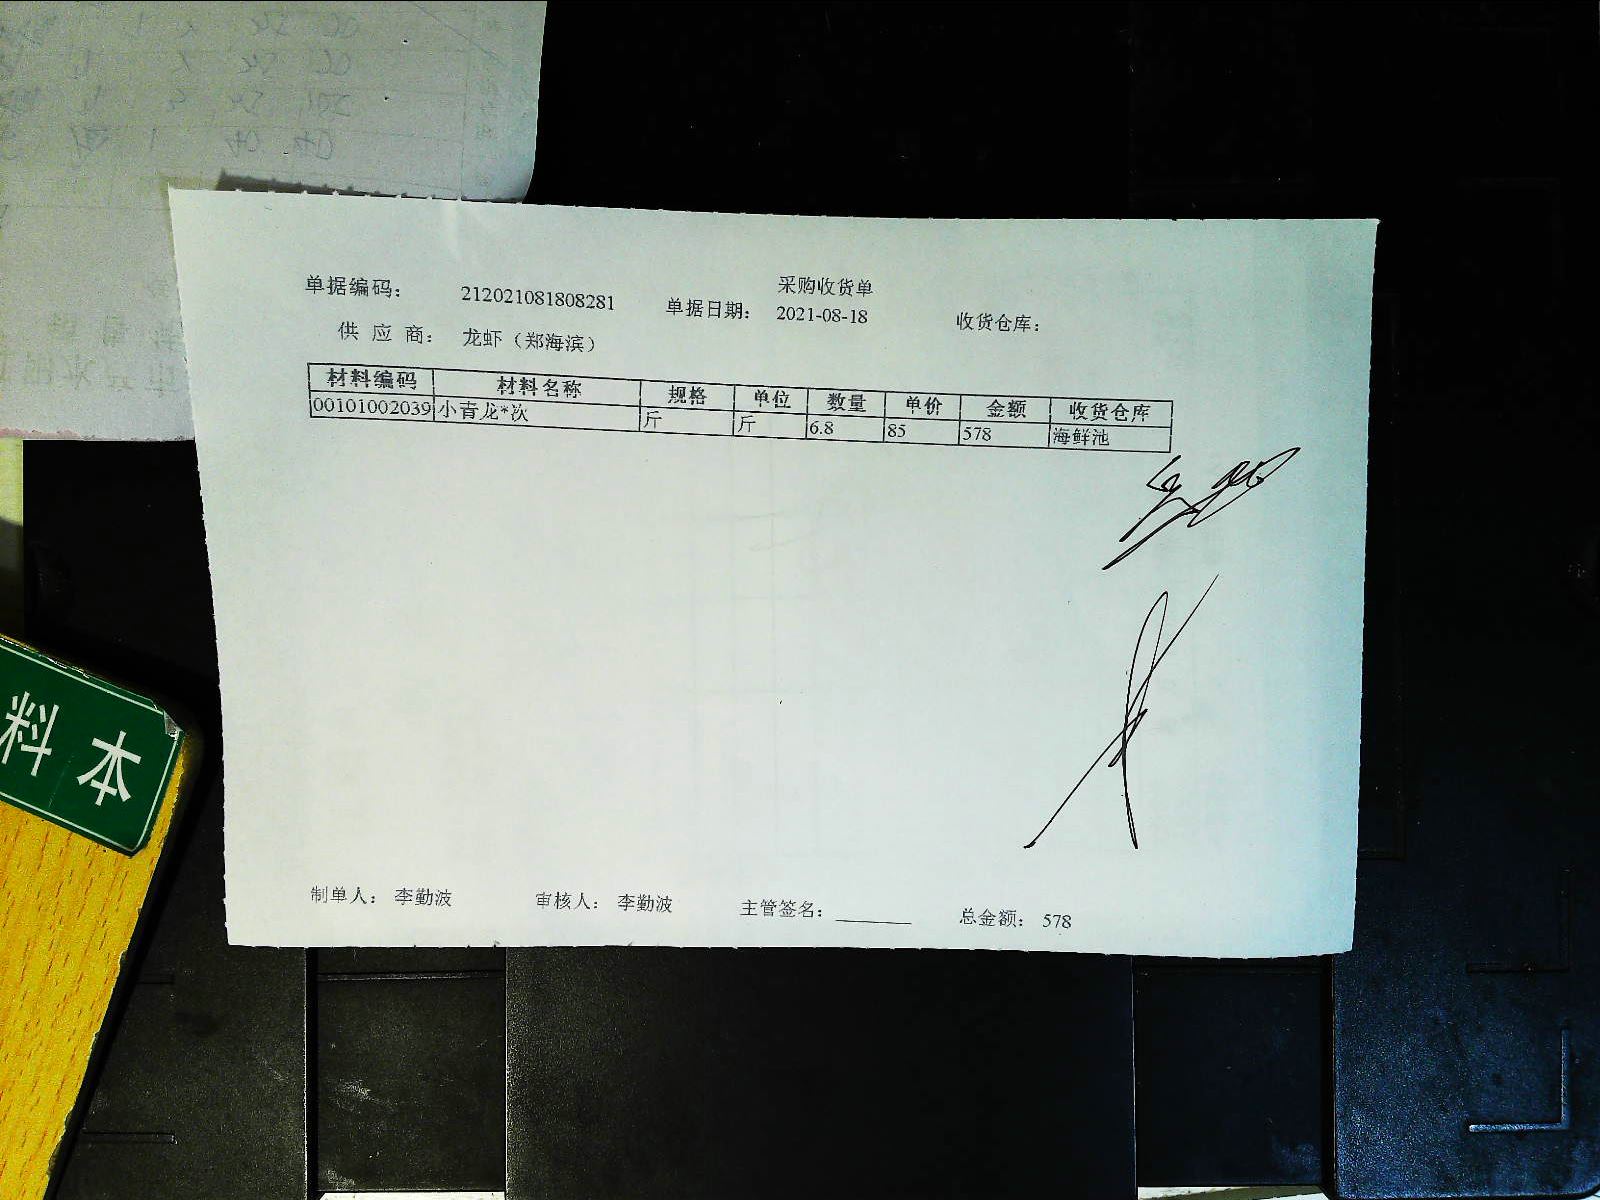 采购收货单
单据编码: 212021081808281 单据日期: 2021-08-18 收货仓库:
供 应 商: 龙虾（郑海滨）
材料编码 材料名称 规格 单位 数量 单价 金额 收货仓库
00101002039 小青龙*次 斤 斤 6.8 85 578 海鲜池
制单人: 李勤波 审核人: 李勤波 主管签名: 总金额: 578
料本